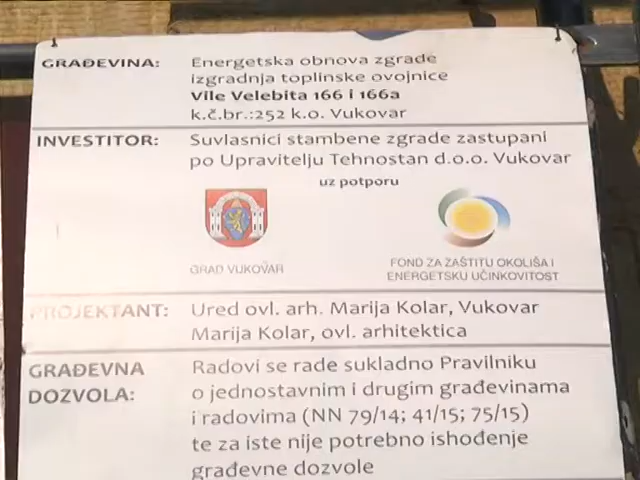 GRAĐEVINA: Energetska obnova zgrade
izgradnja toplinske ovojnice
Vile Velebita 166 i 166a
k.č.br.:252 k.o. Vukovar
INVESTITOR: Suvlasnici stambene zgrade zastupani
po Upravitelju Tehnostan d.o.o. Vukovar
uz potporu
GRAD VUKOVAR
FOND ZA ZAŠTITU OKOLIŠA I
ENERGETSKU UČINKOVITOST
PROJEKTANT: Ured ovl. arh. Marija Kolar, Vukovar
Marija Kolar, ovl. arhitektica
GRAĐEVNA DOZVOLA: Radovi se rade sukladno Pravilniku
o jednostavnim i drugim građevinama
i radovima (NN 79/14; 41/15; 75/15)
te za iste nije potrebno ishođenje
građevne dozvole